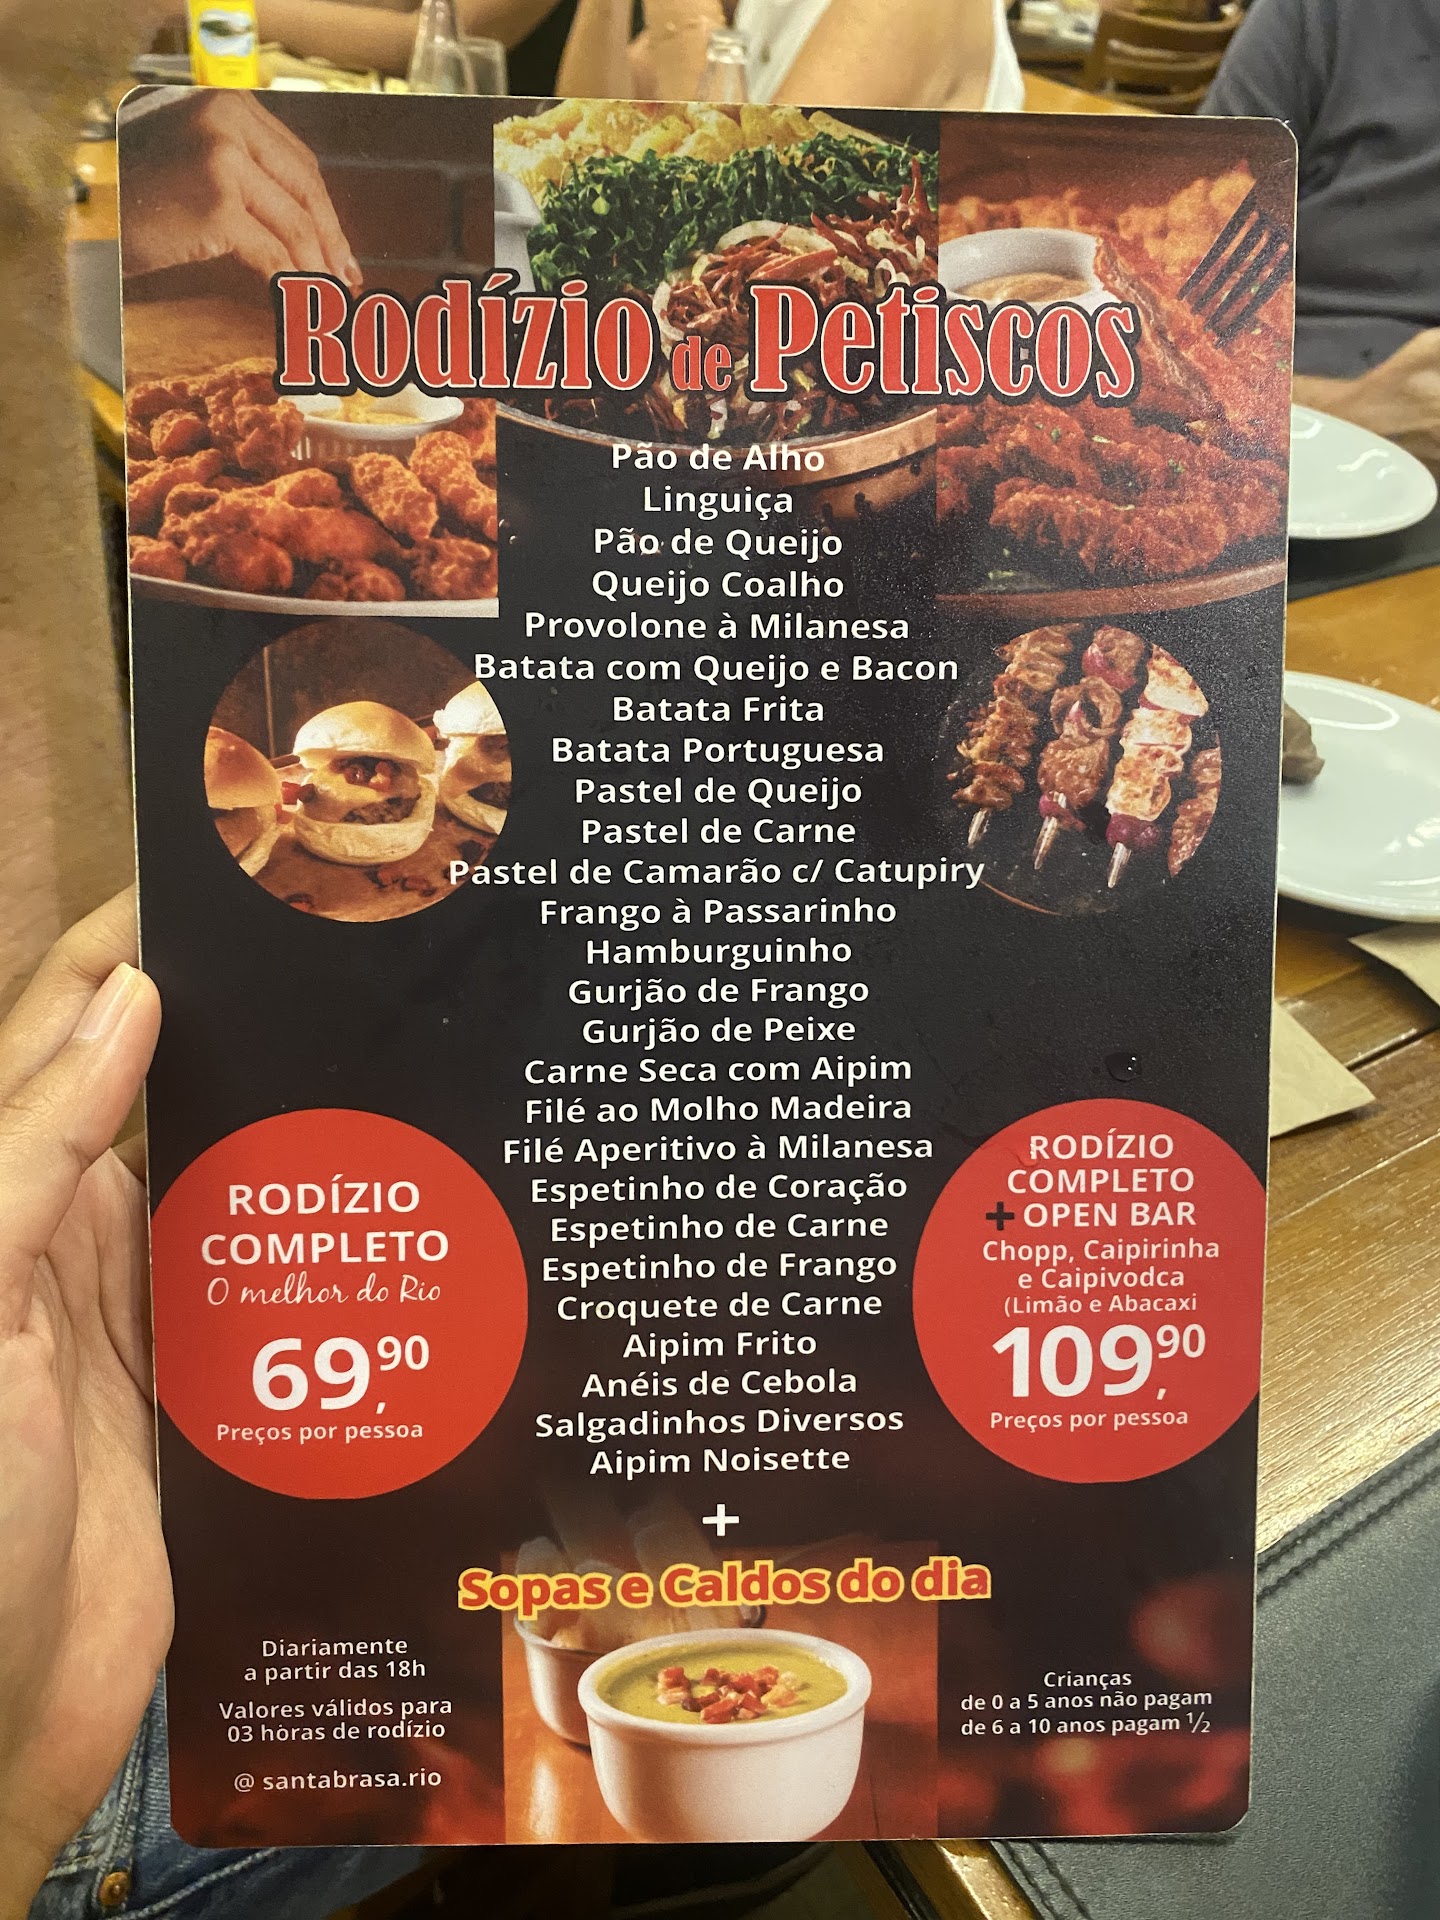 Rodízio de Petiscos
Pão de Alho
Linguiça
Pão de Queijo
Queijo Coalho
Provolone à Milanesa
Batata com Queijo e Bacon
Batata Frita
Batata Portuguesa
Pastel de Queijo
Pastel de Carne
Pastel de Camarão c/ Catupiry
Frango à Passarinho
Hamburguinho
Gurjão de Frango
Gurjão de Peixe
Carne Seca com Aipim
Filé ao Molho Madeira
Filé Aperitivo à Milanesa
Espetinho de Coração
Espetinho de Carne
Espetinho de Frango
Croquete de Carne
Aipim Frito
Anéis de Cebola
Salgadinhos Diversos
Aipim Noisette
+
Sopas e Caldos do dia
RODÍZIO
COMPLETO
O melhor do Rio
69,90
Preços por pessoa
RODÍZIO
COMPLETO
+ OPEN BAR
Chopp, Caipirinha
e Caipivodca
(Limão e Abacaxi
109,90
Preços por pessoa
Diariamente
a partir das 18h
Valores válidos para
03 horas de rodízio
@ santabrasa.rio
Crianças
de 0 a 5 anos não pagam
de 6 a 10 anos pagam ½